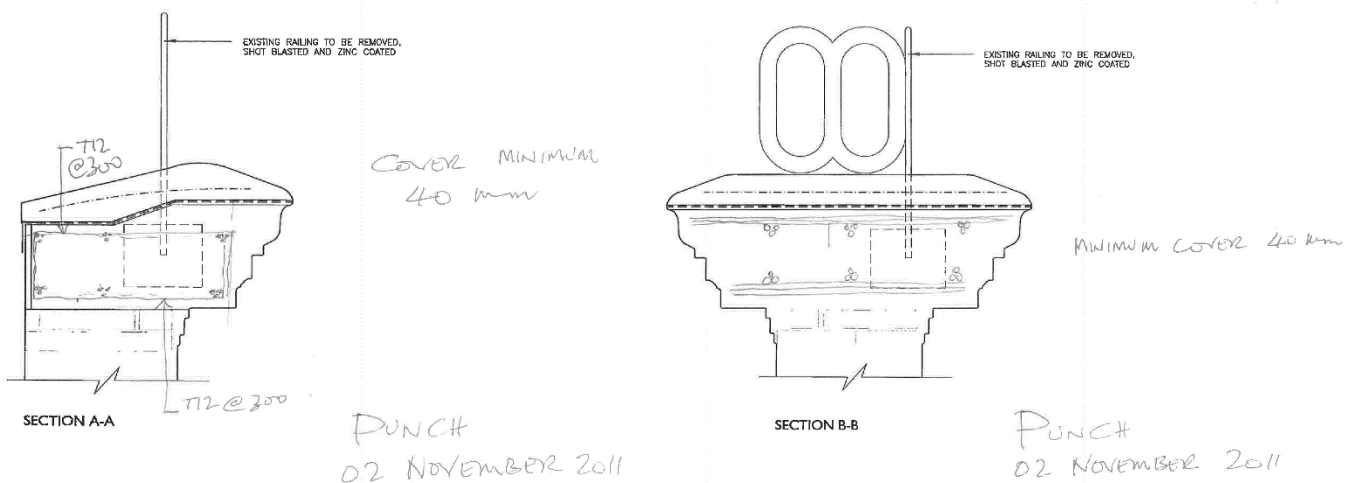 EXISTING RAILING TO BE REMOVED,
SHOT BLASTED AND ZINC COATED
T12
@300
COVER MINIMUM
40 mm
T12 @ 300
SECTION A-A
PUNCH
02 NOVEMBER 2011
EXISTING RAILING TO BE REMOVED,
SHOT BLASTED AND ZINC COATED
MINIMUM COVER 40 mm
SECTION B-B
PUNCH
02 NOVEMBER 2011